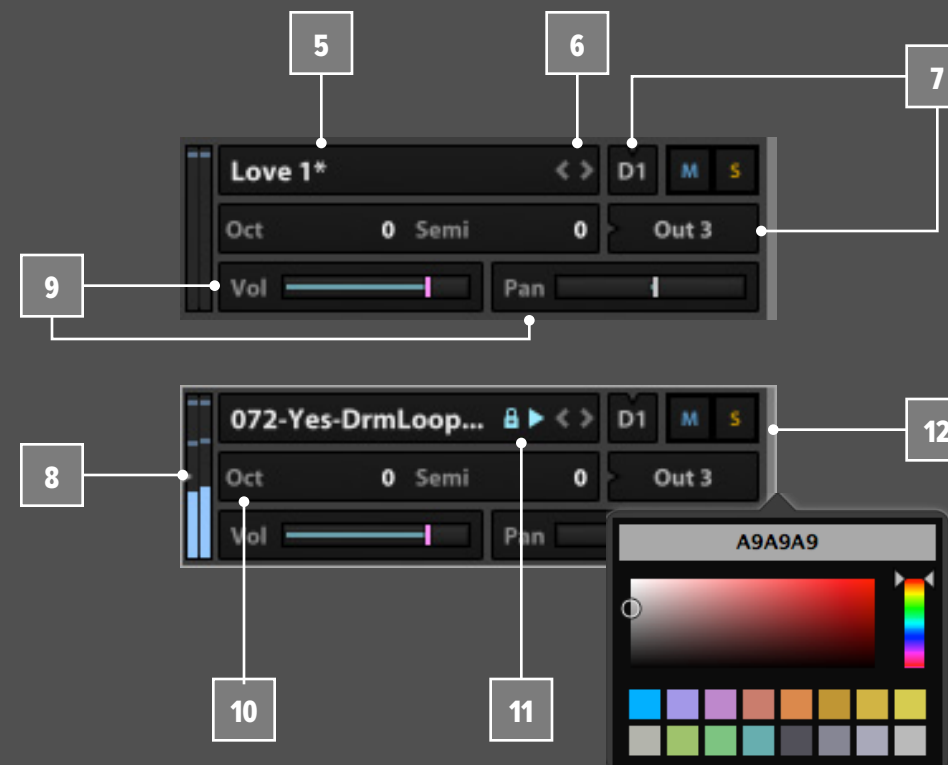 5 6 7
Love 1* < > D1 M S
Oct 0 Semi 0 Out 3
9
Vol Pan
072-Yes-DrmLoop... < > D1 M S
12
8
Oct 0 Semi 0 Out 3
Vol Pan
A9A9A9
10 11